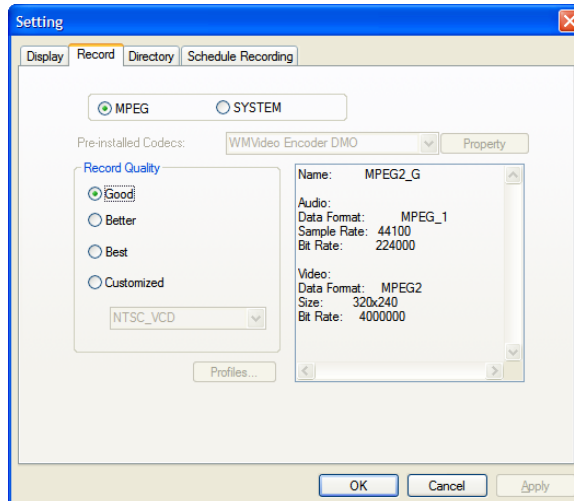 Setting
Display Record Directory Schedule Recording
MPEG SYSTEM
Pre-installed Codecs: WMVideo Encoder DMO Property
Record Quality
Good
Better
Best
Customized
NTSC_VCD
Profiles...
Name: MPEG2_G
Audio:
Data Format: MPEG_1
Sample Rate: 44100
Bit Rate: 224000
Video:
Data Format: MPEG2
Size: 320x240
Bit Rate: 4000000
OK Cancel Apply